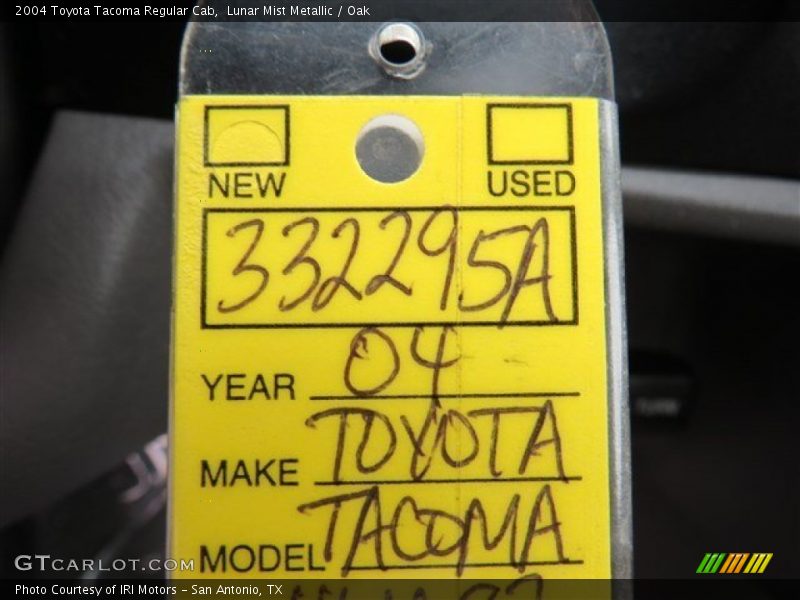 2004 Toyota Tacoma Regular Cab,  Lunar Mist Metallic / Oak
NEW USED
332295A
YEAR 04
MAKE TOYOTA
MODEL TACOMA
GTCARLOT.COM
Photo Courtesy of IRI Motors – San Antonio, TX